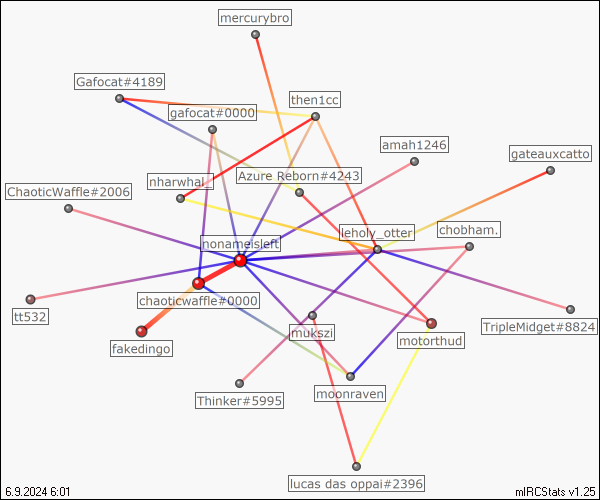 mercurybro
Gafocat#4189
then1cc
gafocat#0000
amah1246
gateauxcatto
Azure Reborn#4243
nharwhal_
ChaoticWaffle#2006
leholy_otter
chobham.
nonameisleft
chaoticwaffle#0000
tt532
TripleMidget#8824
mukszi
motorthud
fakedingo
moonraven
Thinker#5995
lucas das oppai#2396
6.9.2024 6:01
mIRCStats v1.25